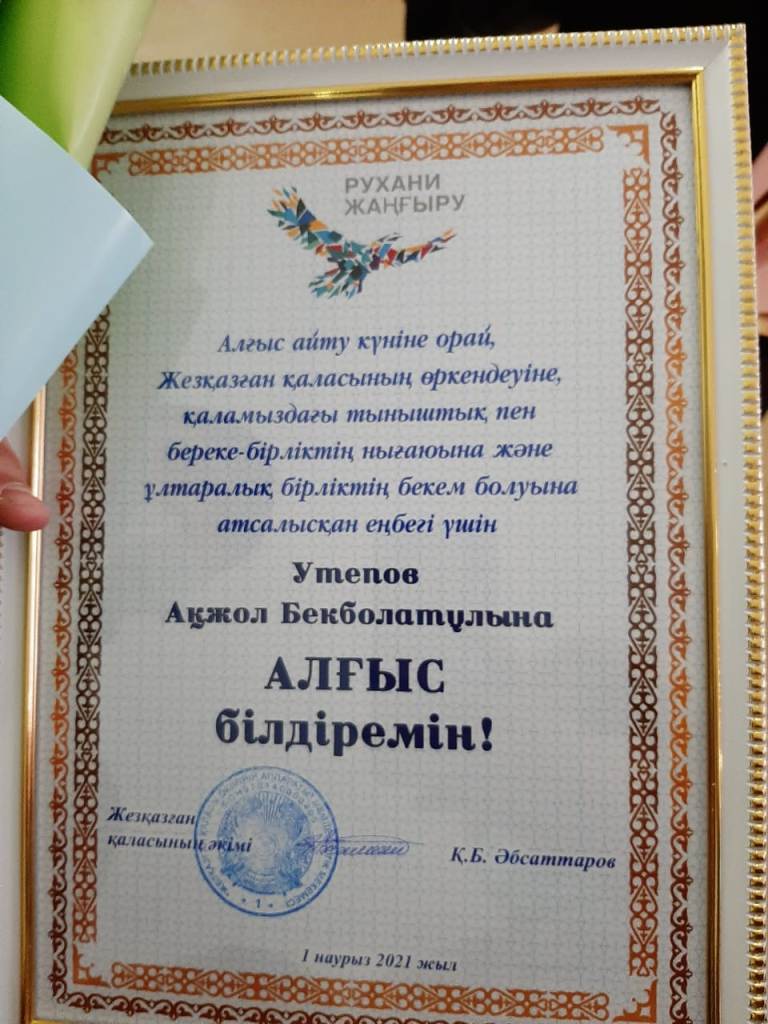 РУХАНИ
ЖАҢҒЫРУ
Алғыс айту күніне орай,
Жезқазған қаласының өркендеуіне,
қаламыздағы тыныштық пен
береке-бірліктің нығаюына және
ұлтаралық бірліктің бекем болуына
атсалысқан еңбегі үшін
Утепов
Ақжол Бекболатұлына
АЛҒЫС
білдіремін!
Жезқазған
қаласының әкімі
Қ.Б. Әбсаттаров
1 наурыз 2021 жыл